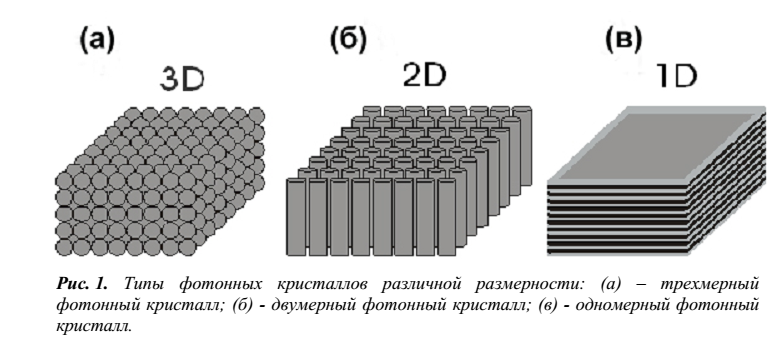 (а) (б) (в)
3D 2D 1D
Рис. 1. Типы фотонных кристаллов различной размерности: (а) – трехмерный
фотонный кристалл; (б) - двумерный фотонный кристалл; (в) - одномерный фотонный
кристалл.